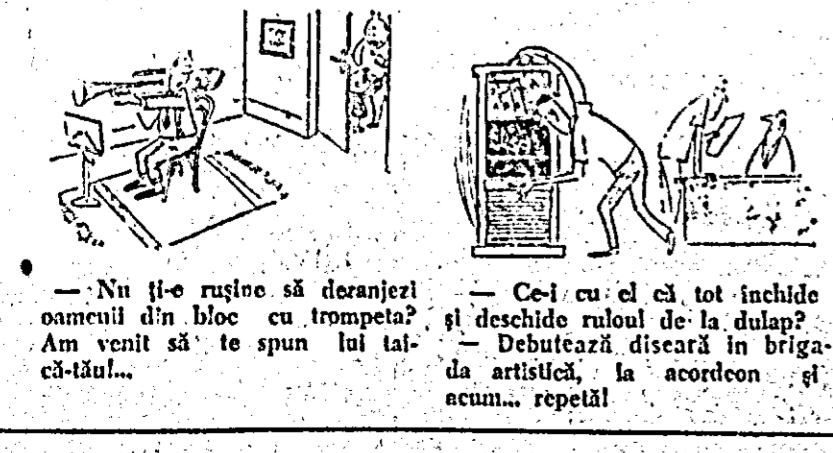 — Nu ți-e rușine să deranjezi
oamenii din bloc cu trompeta?
Am venit să te spun lui tai-
că-tău!...
— Ce-i cu el că tot închide
și deschide ruloul de la dulap?
— Debutează diseară în briga-
da artistică, la acordeon și
acum... repetă!